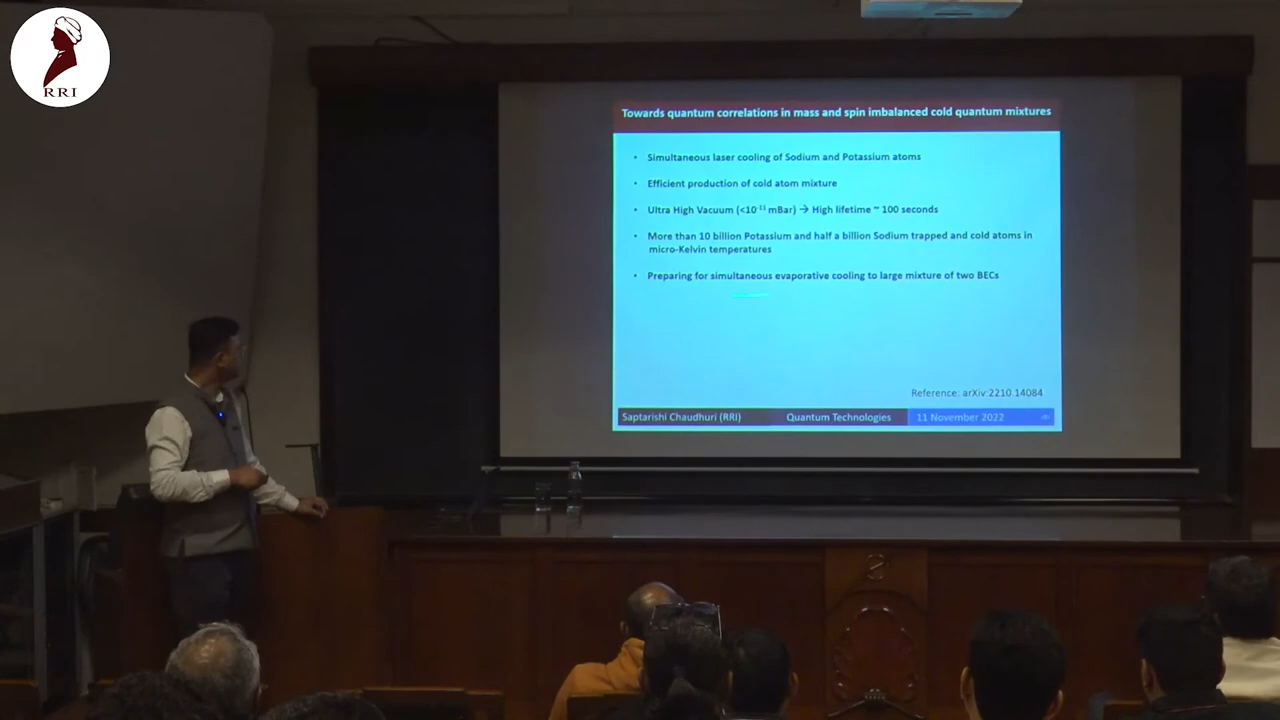 RRI
Towards quantum correlations in mass and spin imbalanced cold quantum mixtures
• Simultaneous laser cooling of Sodium and Potassium atoms
• Efficient production of cold atom mixture
• Ultra High Vacuum (<10⁻¹¹ mBar) → High lifetime ~ 100 seconds
• More than 10 billion Potassium and half a billion Sodium trapped and cold atoms in
micro-Kelvin temperatures
• Preparing for simultaneous evaporative cooling to large mixture of two BECs
Reference: arXiv:2210.14084
Saptarishi Chaudhuri (RRI) Quantum Technologies 11 November 2022